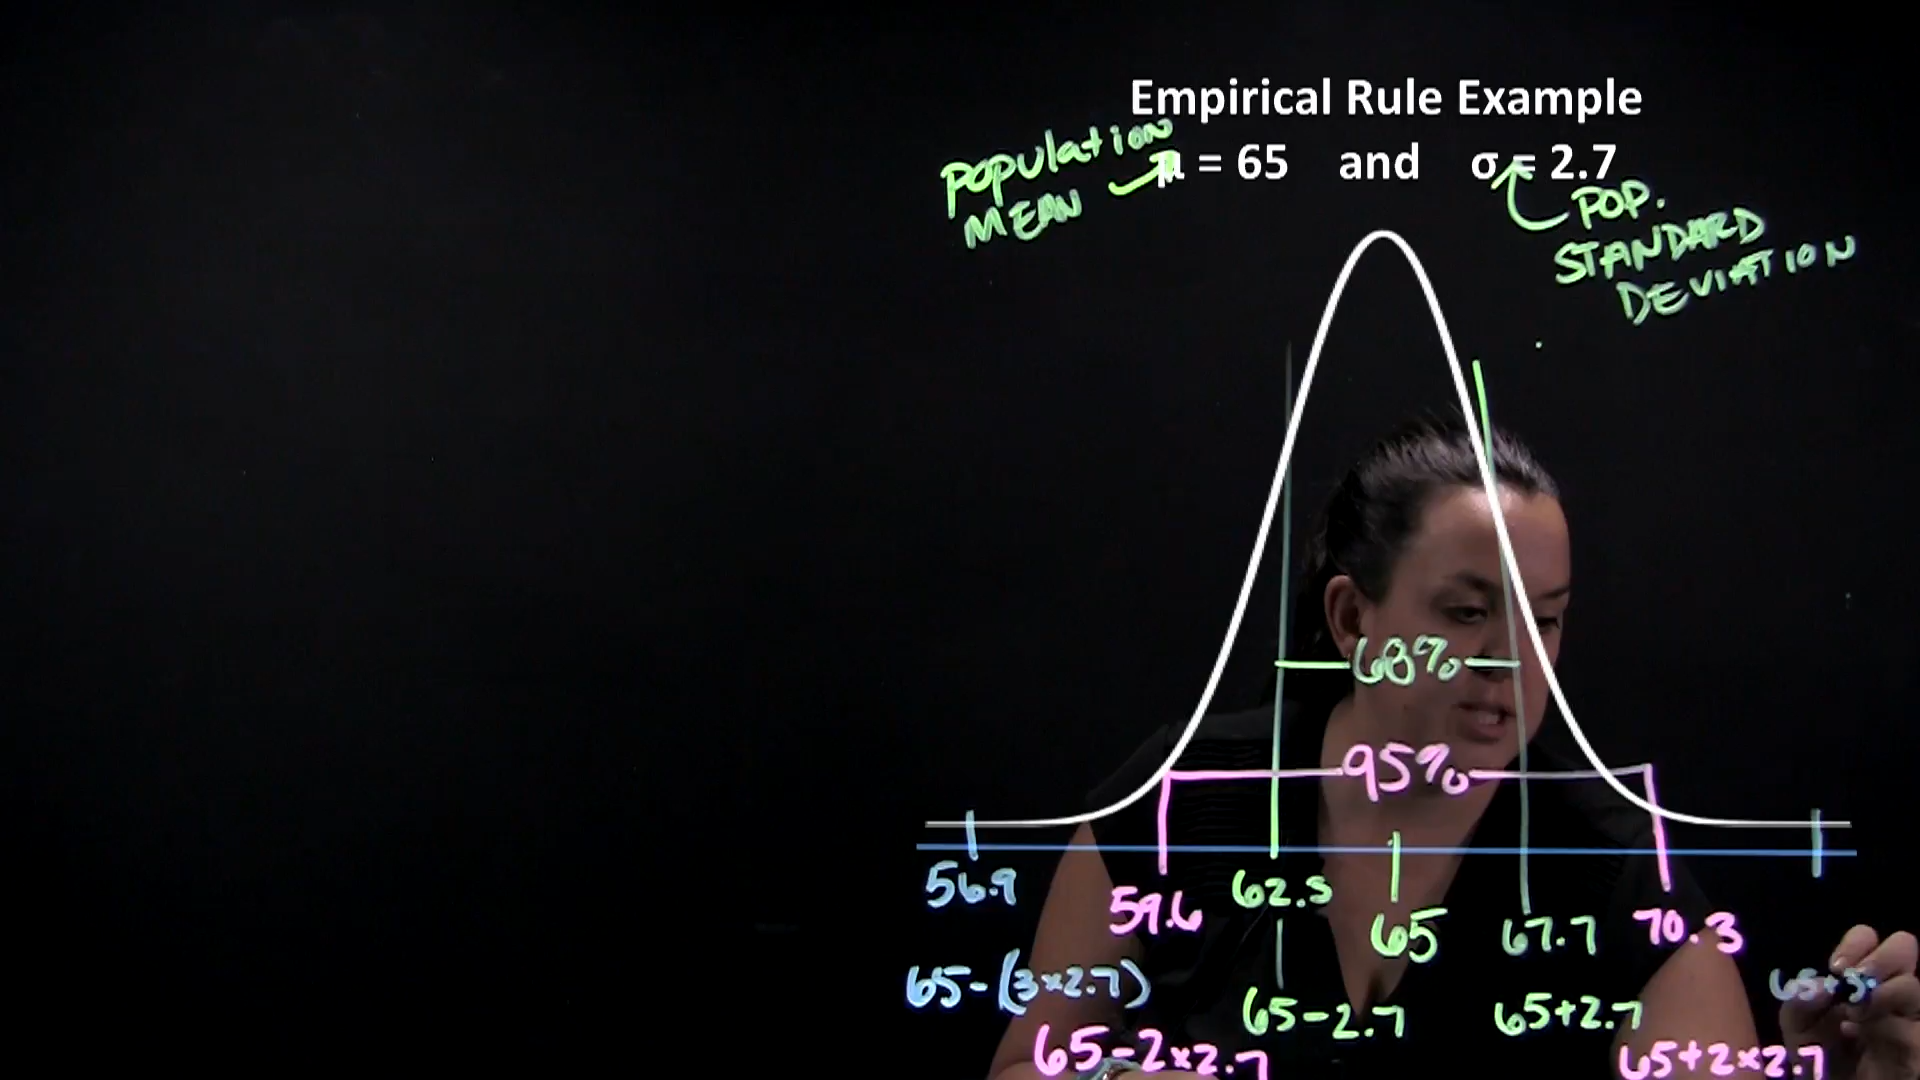 Empirical Rule Example
μ = 65 and σ = 2.7
POPulation
MEAN
POP.
STANDARD
DEVIATION
68%
95%
56.9
59.6
62.3
65
67.7
70.3
65-(3×2.7)
65-2.7
65+2.7
65+3·
65-2×2.7
65+2×2.7